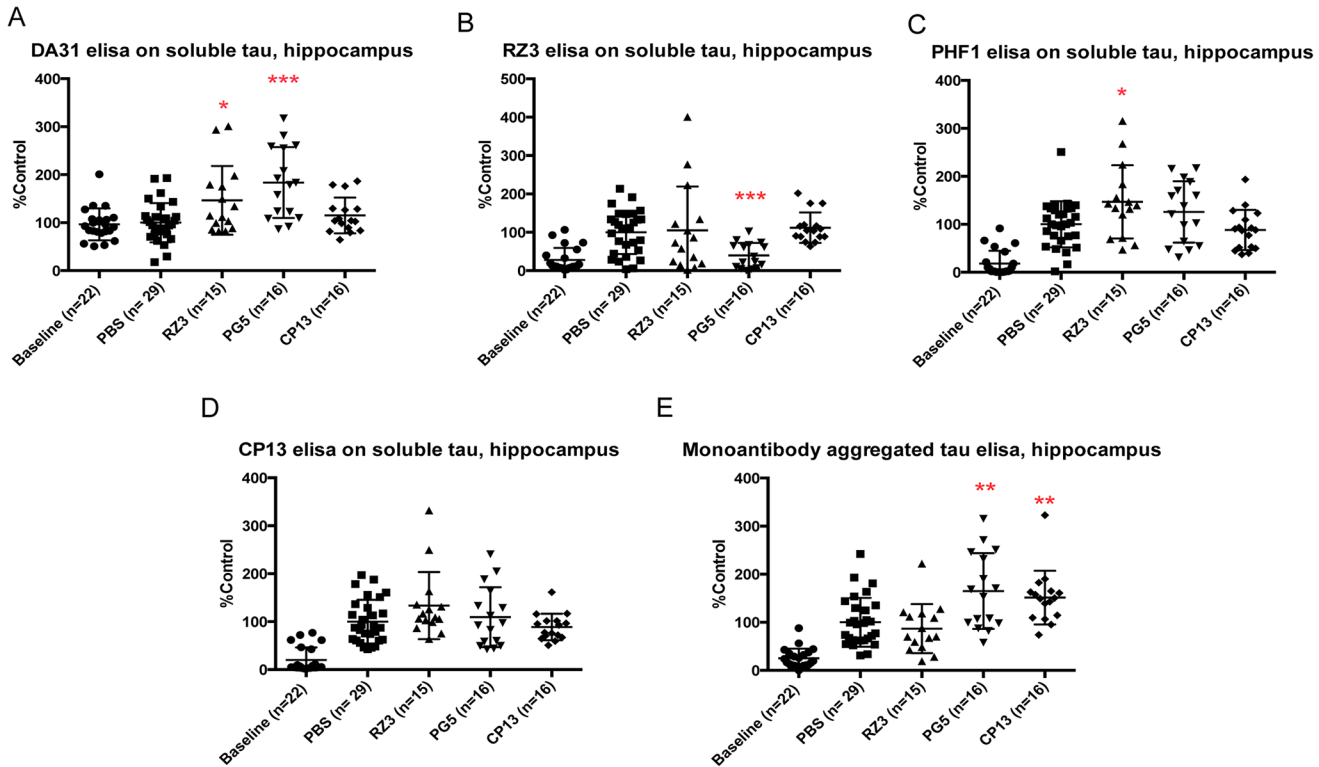 A
DA31 elisa on soluble tau, hippocampus
400
300
200
100
0
%Control
*
***
Baseline (n=22)
PBS (n= 29)
RZ3 (n=15)
PG5 (n=16)
CP13 (n=16)
B
RZ3 elisa on soluble tau, hippocampus
500
400
300
200
100
0
%Control
***
Baseline (n=22)
PBS (n= 29)
RZ3 (n=15)
PG5 (n=16)
CP13 (n=16)
C
PHF1 elisa on soluble tau, hippocampus
400
300
200
100
0
%Control
*
Baseline (n=22)
PBS (n= 29)
RZ3 (n=15)
PG5 (n=16)
CP13 (n=16)
D
CP13 elisa on soluble tau, hippocampus
400
300
200
100
0
%Control
Baseline (n=22)
PBS (n= 29)
RZ3 (n=15)
PG5 (n=16)
CP13 (n=16)
E
Monoantibody aggregated tau elisa, hippocampus
400
300
200
100
0
%Control
**
**
Baseline (n=22)
PBS (n= 29)
RZ3 (n=15)
PG5 (n=16)
CP13 (n=16)